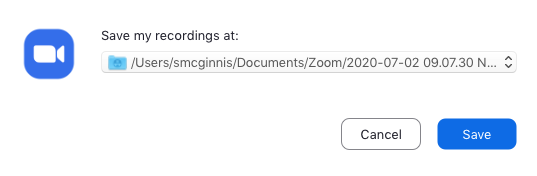 Save my recordings at:
/Users/smcginnis/Documents/Zoom/2020-07-02 09.07.30 N...
Cancel
Save